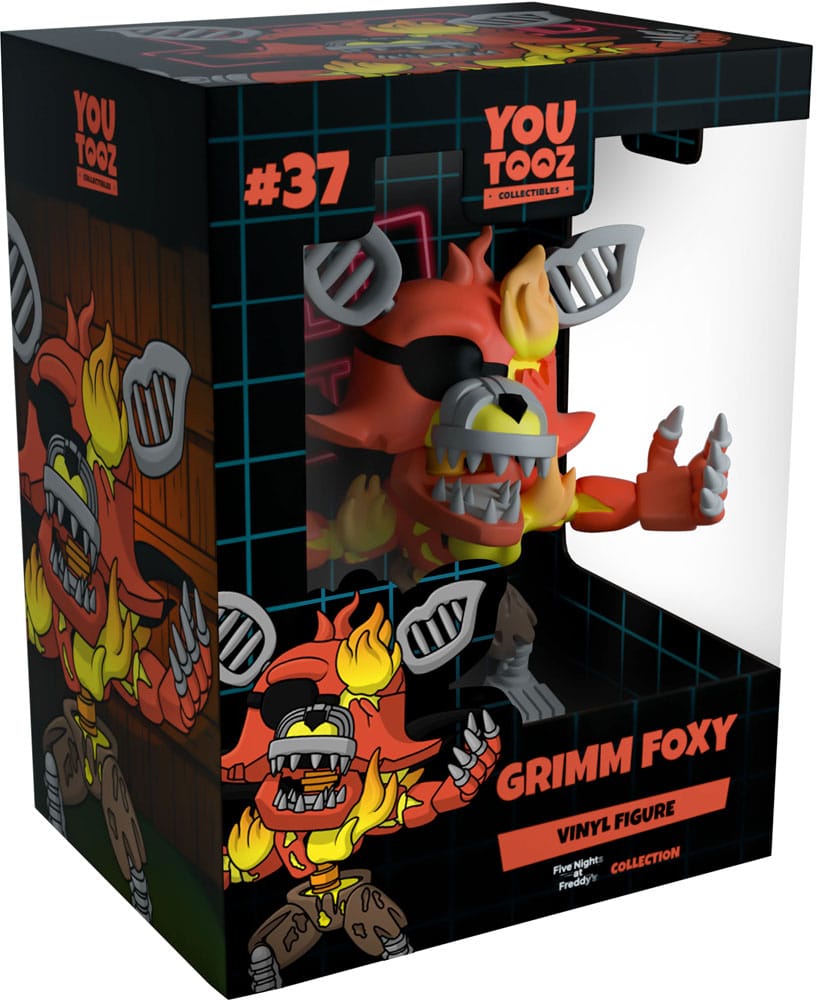 YOU
TOOZ
• COLLECTIBLES •
#37
YOU
TOOZ
• COLLECTIBLES •
GRIMM FOXY
VINYL FIGURE
Five Nights
at
Freddy's
COLLECTION